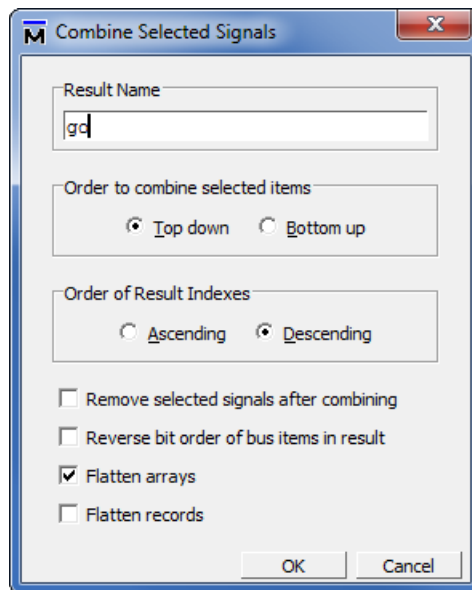 Combine Selected Signals
Result Name
go
Order to combine selected items
Top down Bottom up
Order of Result Indexes
Ascending Descending
Remove selected signals after combining
Reverse bit order of bus items in result
Flatten arrays
Flatten records
OK Cancel